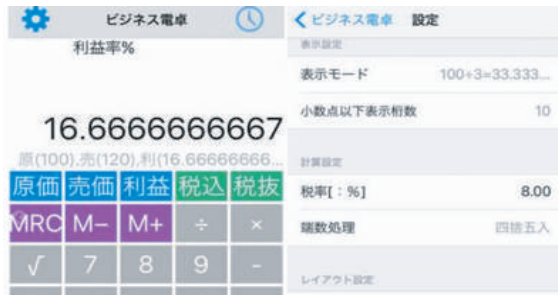 ビジネス電卓
利益率%
16.6666666667
原(100),売(120),利(16.66666666...
原価 売価 利益 税込 税抜
MRC M− M+ ÷ ×
√ 7 8 9 −
ビジネス電卓 設定
表示設定
表示モード 100÷3=33.333...
小数点以下表示桁数 10
計算設定
税率[:%] 8.00
端数処理 四捨五入
レイアウト設定